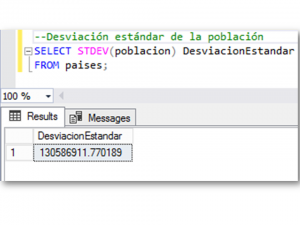 --Desviación estándar de la población
SELECT STDEV(poblacion) DesviacionEstandar
FROM paises;
100 %
Results Messages
DesviacionEstandar
1 130586911.770189